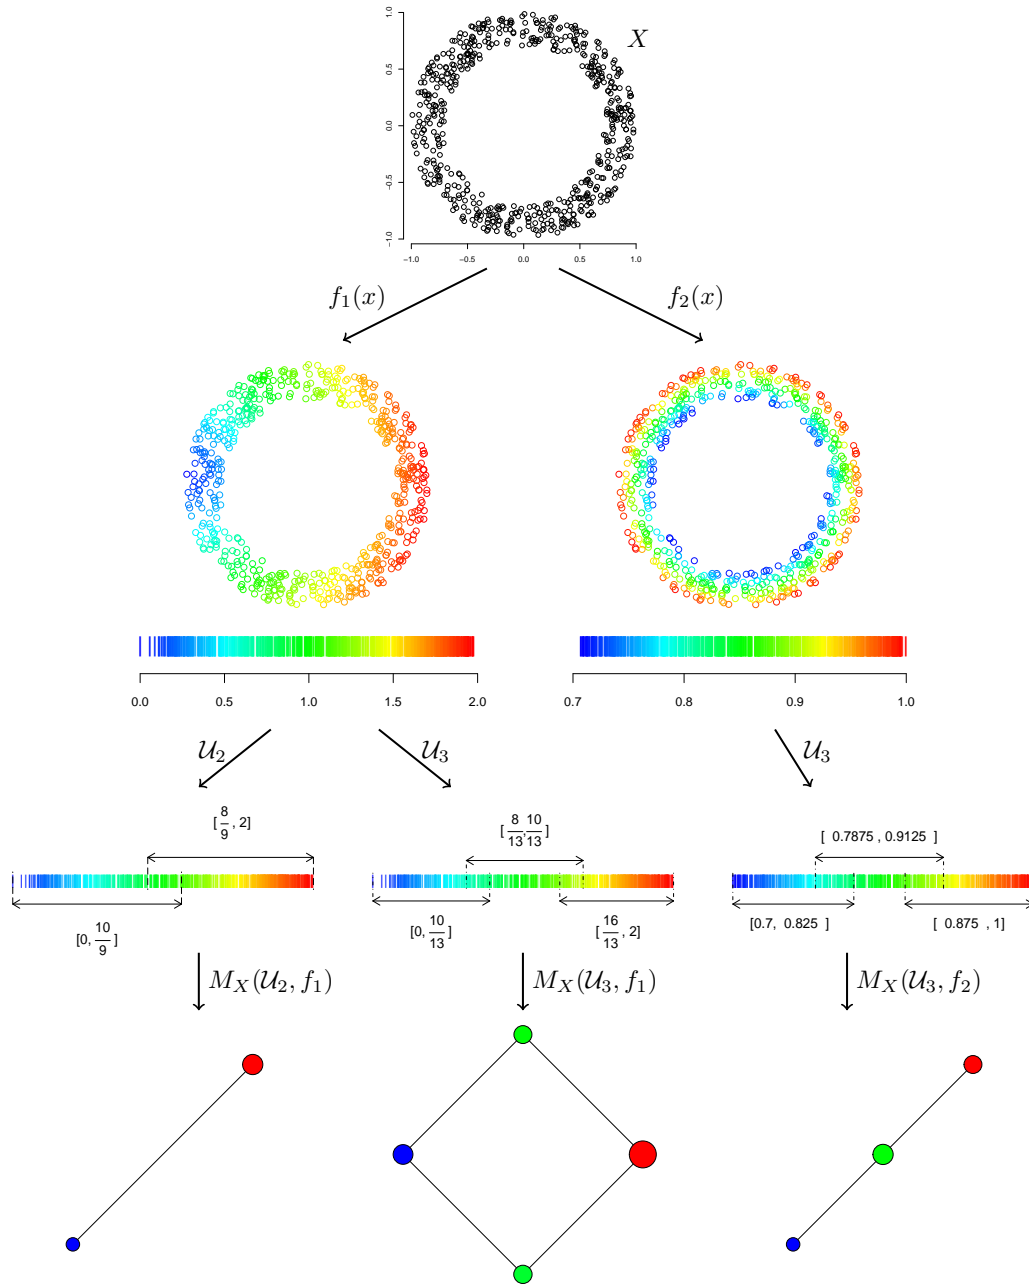 X
1.0
0.5
0.0
−0.5
−1.0
−1.0 −0.5 0.0 0.5 1.0
f₁(x) f₂(x)
0.0 0.5 1.0 1.5 2.0
0.7 0.8 0.9 1.0
𝒰₂ 𝒰₃ 𝒰₃
[8/9, 2]
[8/13, 10/13]
[ 0.7875 , 0.9125 ]
[0, 10/9]
[0, 10/13]
[16/13, 2]
[0.7, 0.825]
[ 0.875 , 1]
M_X(𝒰₂, f₁) M_X(𝒰₃, f₁) M_X(𝒰₃, f₂)